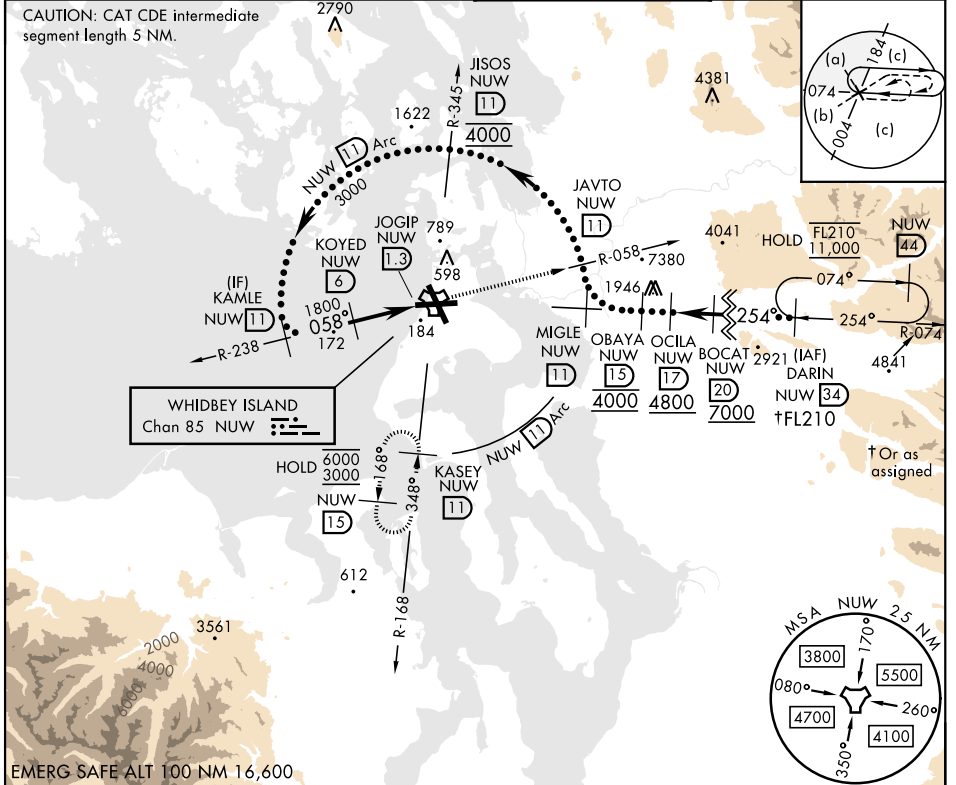 CAUTION: CAT CDE intermediate
segment length 5 NM.
2790
4381
184
(a)
(c)
074
(b)
004
(c)
JISOS
NUW
11
4000
R-345
1622
NUW 11 Arc
3000
JAVTO
NUW
11
JOGIP
NUW
1.3
789
598
KOYED
NUW
6
R-058
7380
4041
HOLD
FL210
11,000
NUW
44
074°
1946
(IF)
KAMLE
NUW 11
1800
058°
172
184
R-238
254°
254°
R-074
MIGLE
NUW
11
OBAYA
NUW
15
4000
OCILA
NUW
17
4800
BOCAT
NUW
20
7000
2921
(IAF)
DARIN
NUW 34
†FL210
4841
WHIDBEY ISLAND
Chan 85 NUW
NUW 11 Arc
HOLD
6000
3000
168°
348°
NUW
15
KASEY
NUW
11
† Or as
assigned
612
R-168
3561
2000
4000
6000
MSA NUW 25 NM
170°
3800
5500
080°
260°
4700
4100
350°
EMERG SAFE ALT 100 NM 16,600